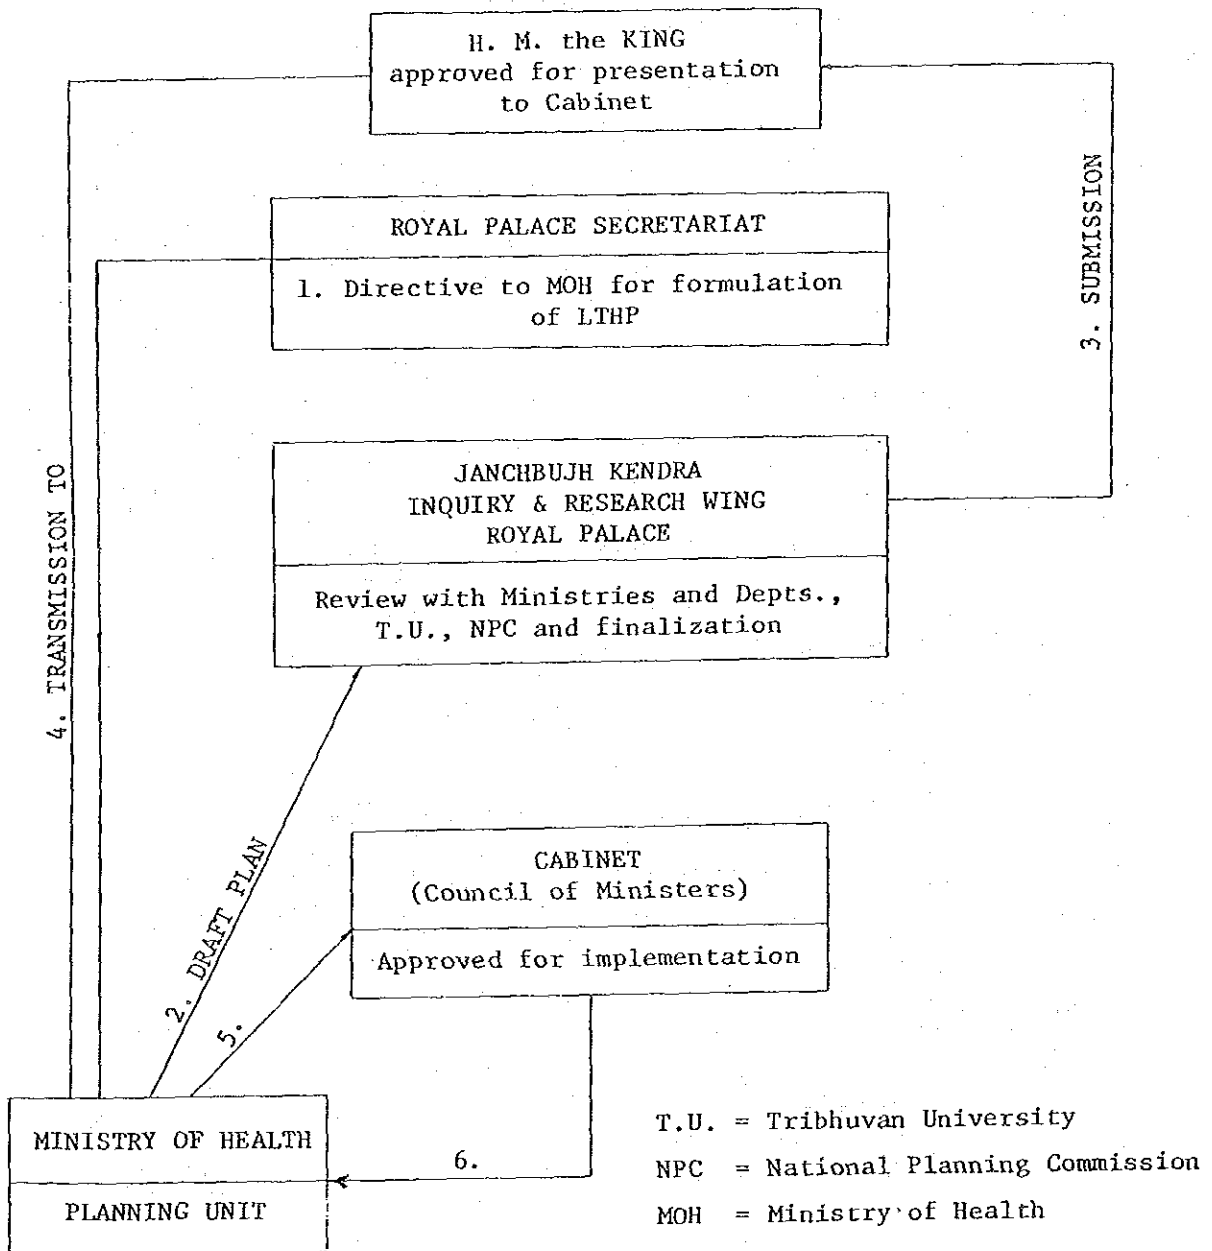 H. M. the KING
approved for presentation
to Cabinet
ROYAL PALACE SECRETARIAT
1. Directive to MOH for formulation
of LTHP
3. SUBMISSION
JANCHBUJH KENDRA
INQUIRY & RESEARCH WING
ROYAL PALACE
Review with Ministries and Depts.,
T.U., NPC and finalization
4. TRANSMISSION TO
2. DRAFT PLAN
5.
CABINET
(Council of Ministers)
Approved for implementation
6.
MINISTRY OF HEALTH
PLANNING UNIT
T.U. = Tribhuvan University
NPC = National Planning Commission
MOH = Ministry of Health